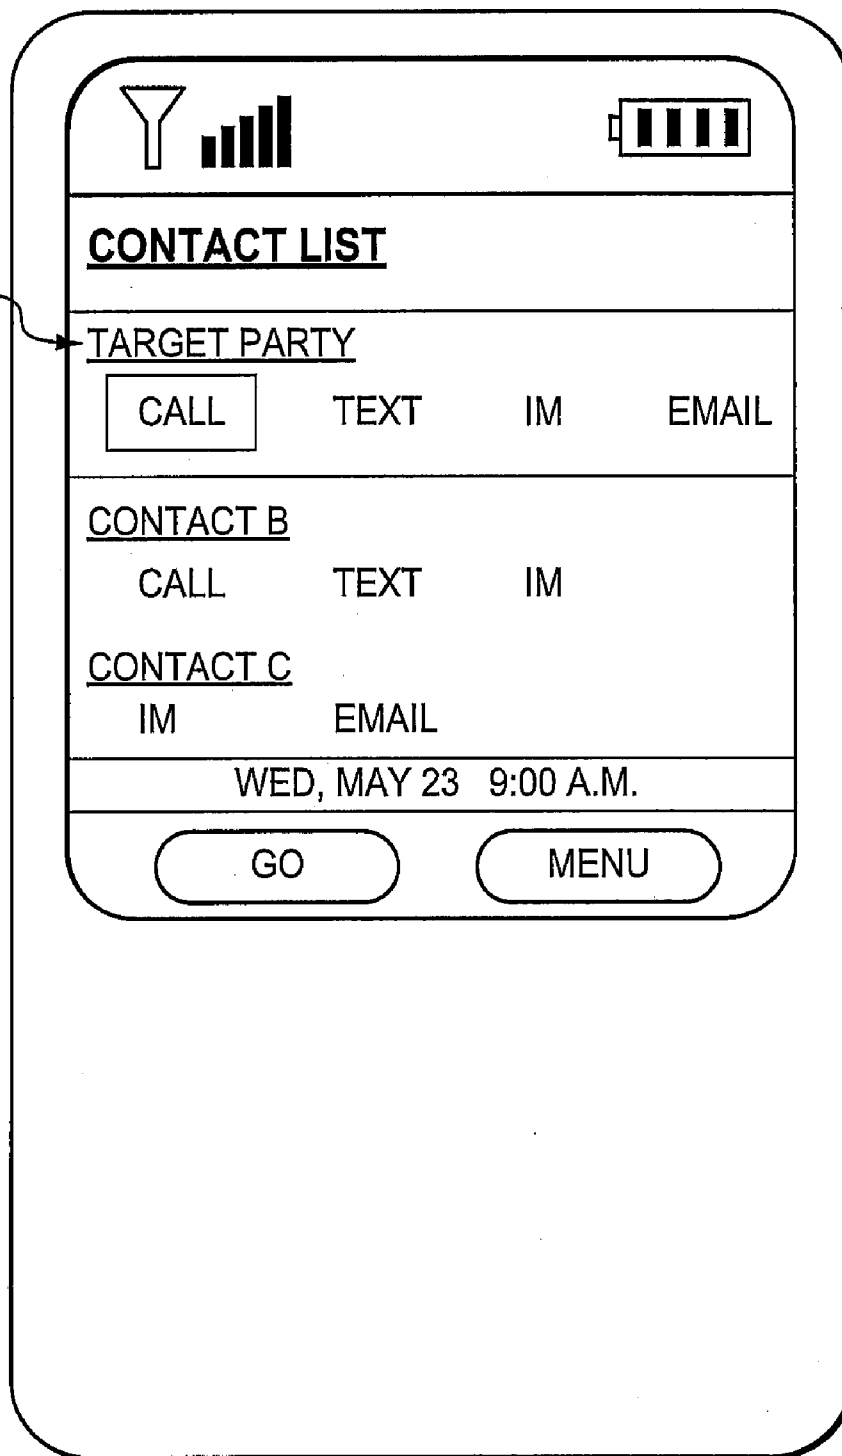 CONTACT LIST
TARGET PARTY
CALL TEXT IM EMAIL
CONTACT B
CALL TEXT IM
CONTACT C
IM EMAIL
WED, MAY 23 9:00 A.M.
GO MENU